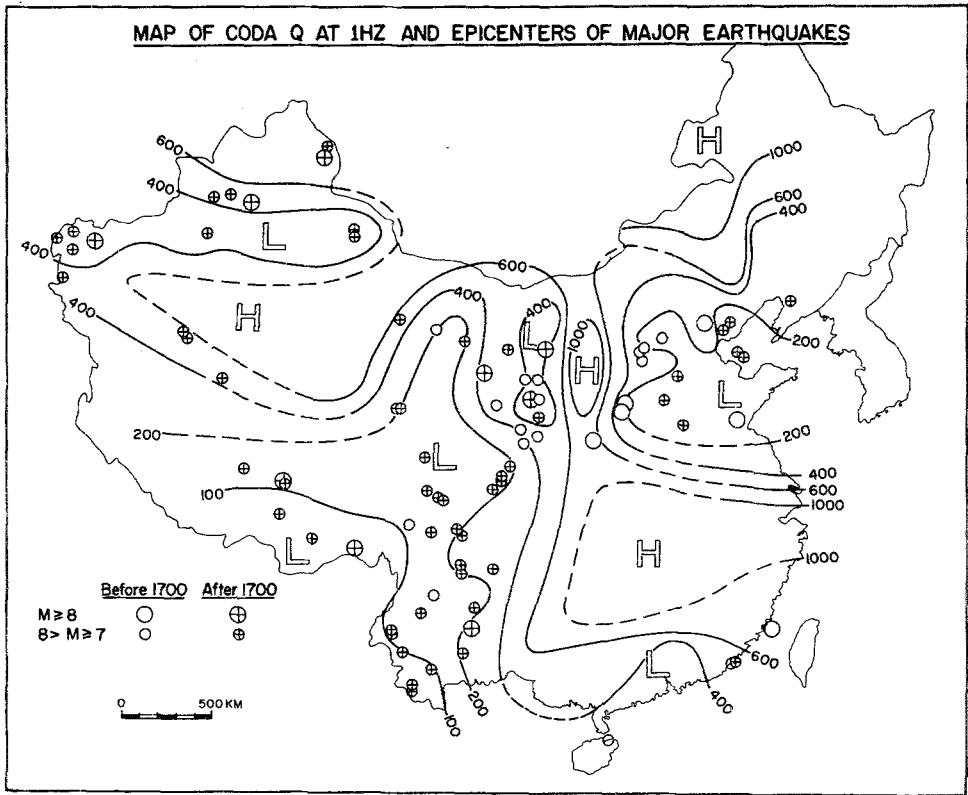 MAP OF CODA Q AT 1HZ AND EPICENTERS OF MAJOR EARTHQUAKES
H
1000
600
400
600
400
L
400
600
400
400
L
1000
H
H
400
200
L
200
L
200
400
600
1000
100
L
H
1000
Before 1700 After 1700
M≥8
8> M≥7
600
L
400
200
100
0 500 KM